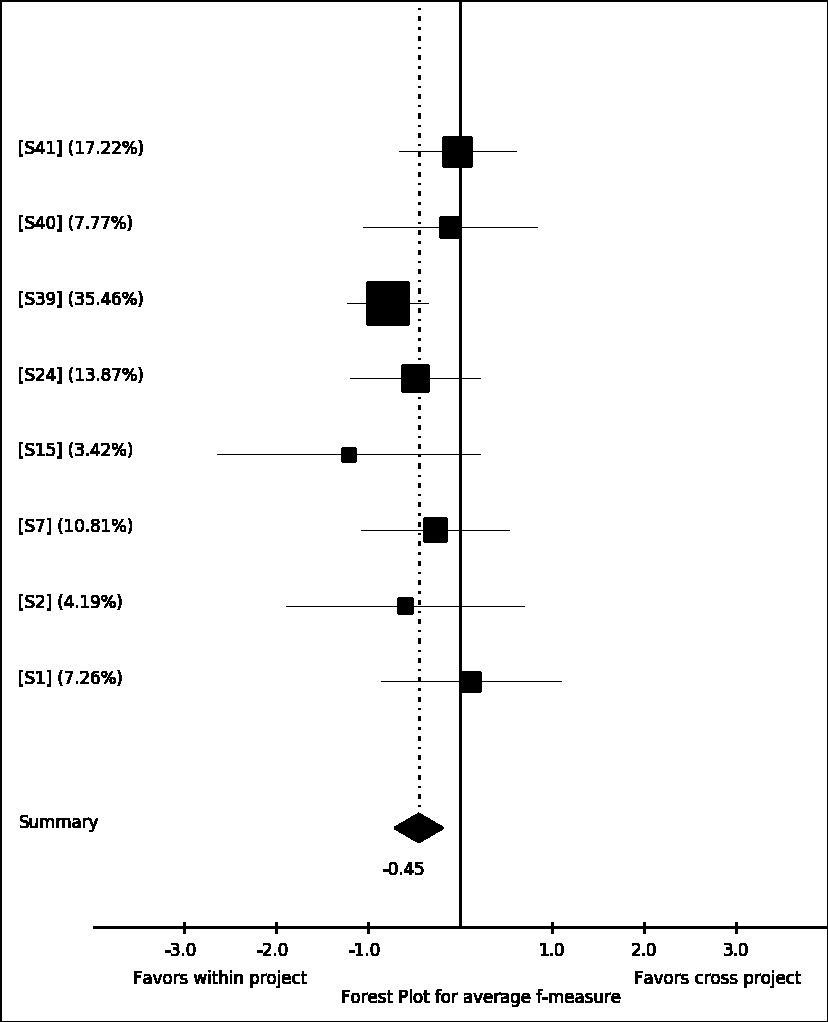 [S41] (17.22%)
[S40] (7.77%)
[S39] (35.46%)
[S24] (13.87%)
[S15] (3.42%)
[S7] (10.81%)
[S2] (4.19%)
[S1] (7.26%)
Summary
-0.45
-3.0 -2.0 -1.0 1.0 2.0 3.0
Favors within project Favors cross project
Forest Plot for average f-measure